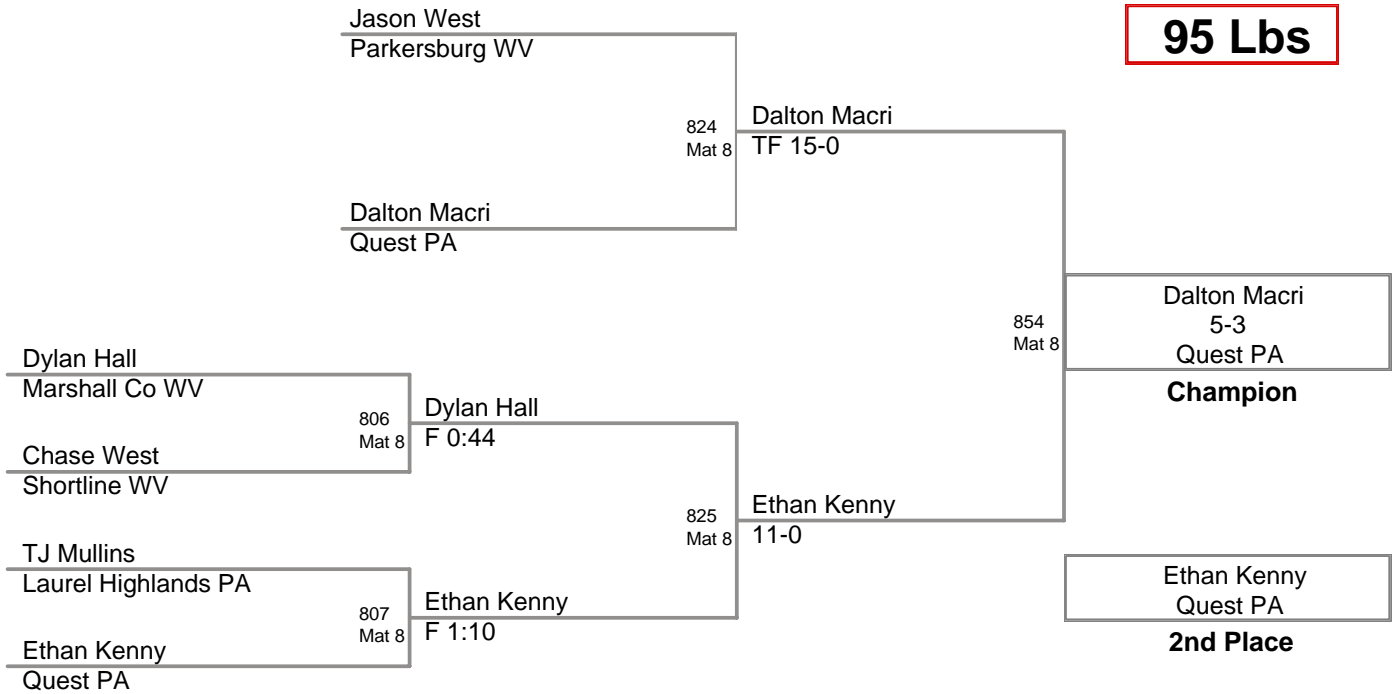 Jason West
Parkersburg WV
95 Lbs
824
Mat 8
Dalton Macri
TF 15-0
Dalton Macri
Quest PA
Dalton Macri
5-3
Quest PA
Champion
854
Mat 8
Dylan Hall
Marshall Co WV
806
Mat 8
Dylan Hall
F 0:44
Chase West
Shortline WV
825
Mat 8
Ethan Kenny
11-0
TJ Mullins
Laurel Highlands PA
807
Mat 8
Ethan Kenny
F 1:10
Ethan Kenny
Quest PA
Ethan Kenny
Quest PA
2nd Place